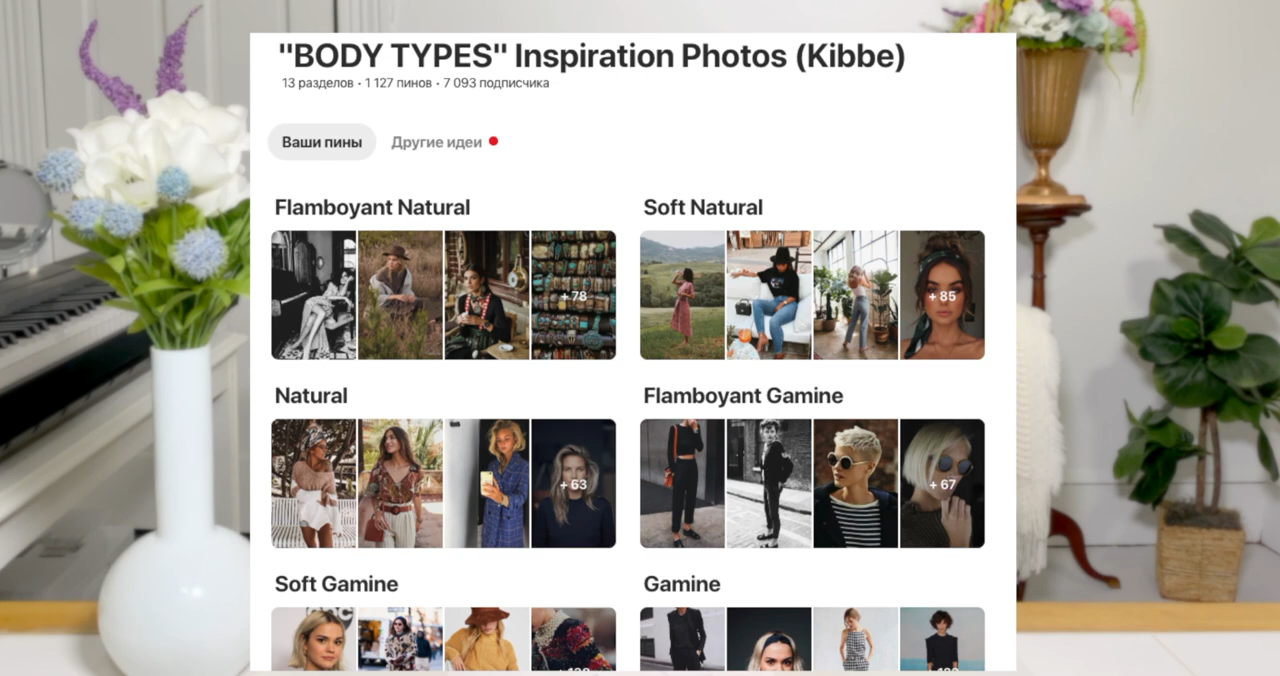 "BODY TYPES" Inspiration Photos (Kibbe)
13 разделов · 1 127 пинов · 7 093 подписчика
Ваши пины Другие идеи
Flamboyant Natural Soft Natural
+ 78 + 85
Natural Flamboyant Gamine
+ 63 + 67
Soft Gamine Gamine